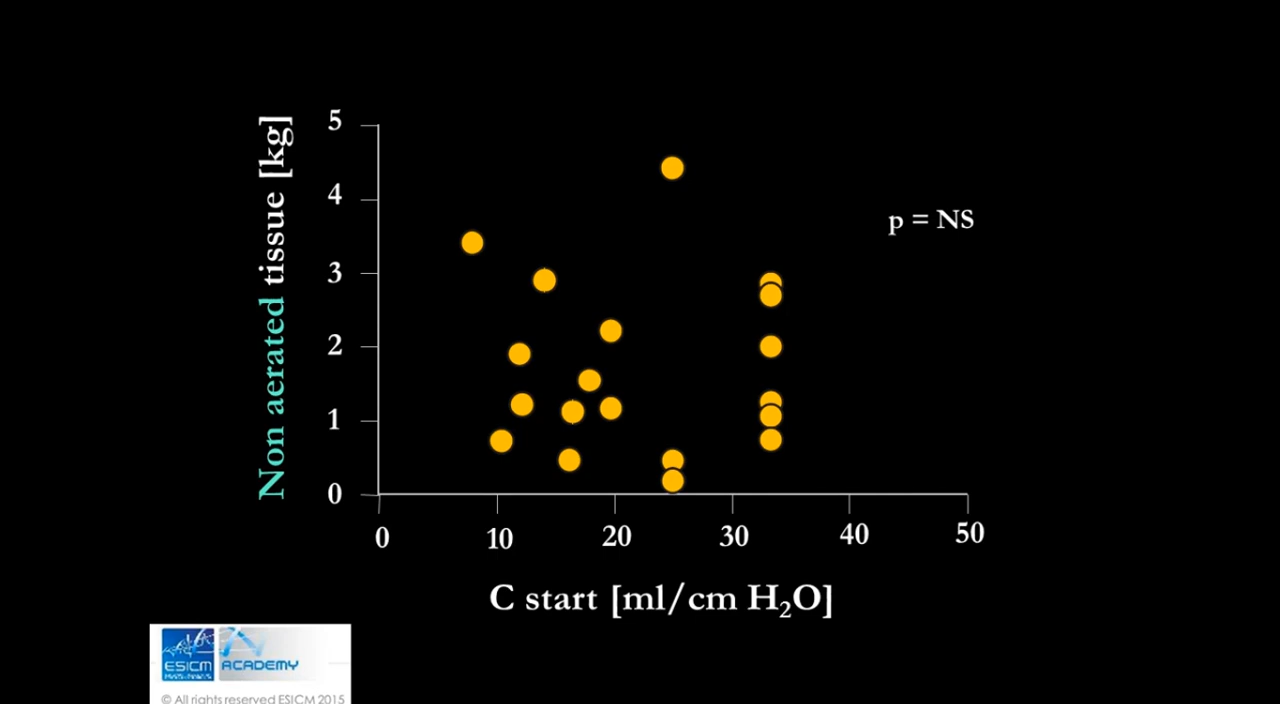 Non aerated tissue [kg]
5
4
3
2
1
0
p = NS
0 10 20 30 40 50
C start [ml/cm H₂O]
ESICM
ACADEMY
© All rights reserved ESICM 2015